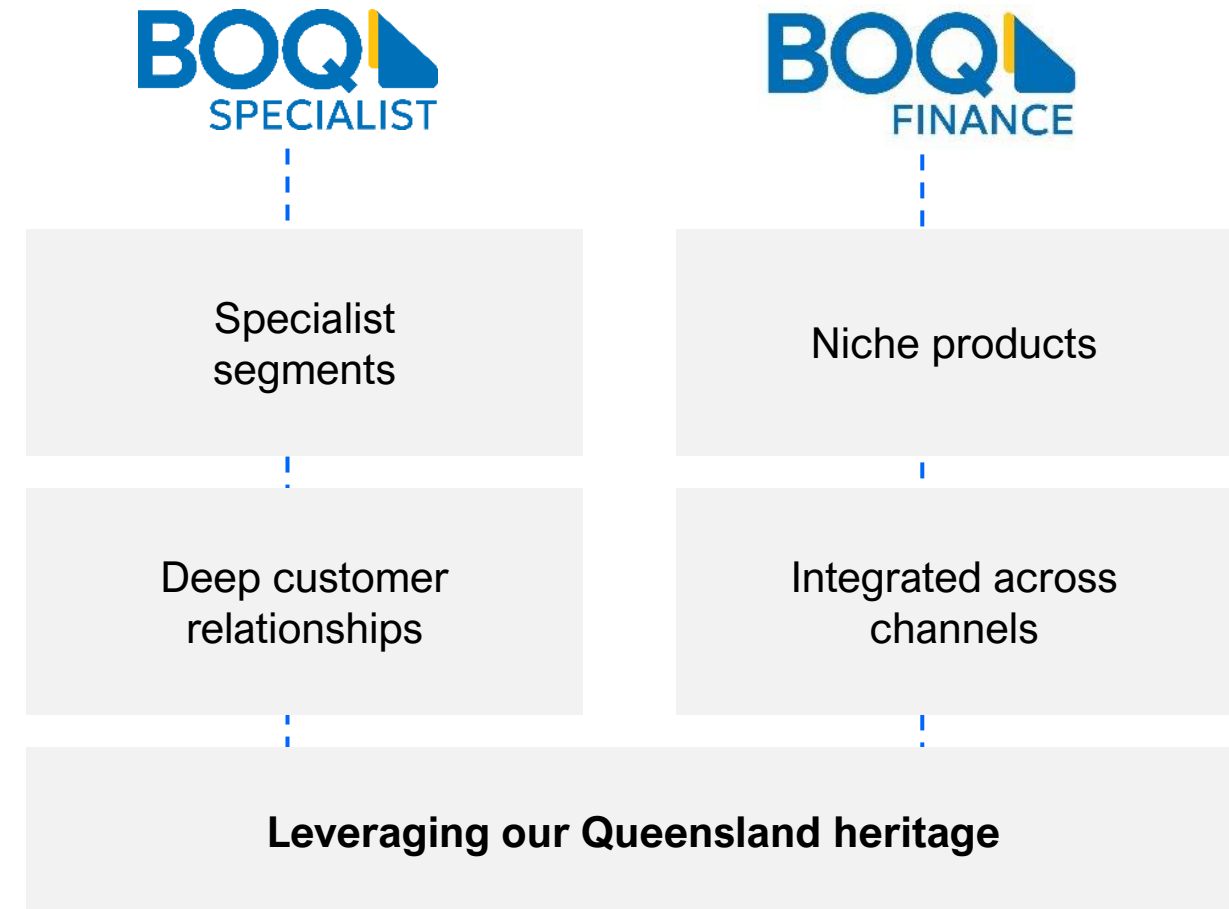 BOQ
SPECIALIST
BOQ
FINANCE
Specialist
segments
Niche products
Deep customer
relationships
Integrated across
channels
Leveraging our Queensland heritage